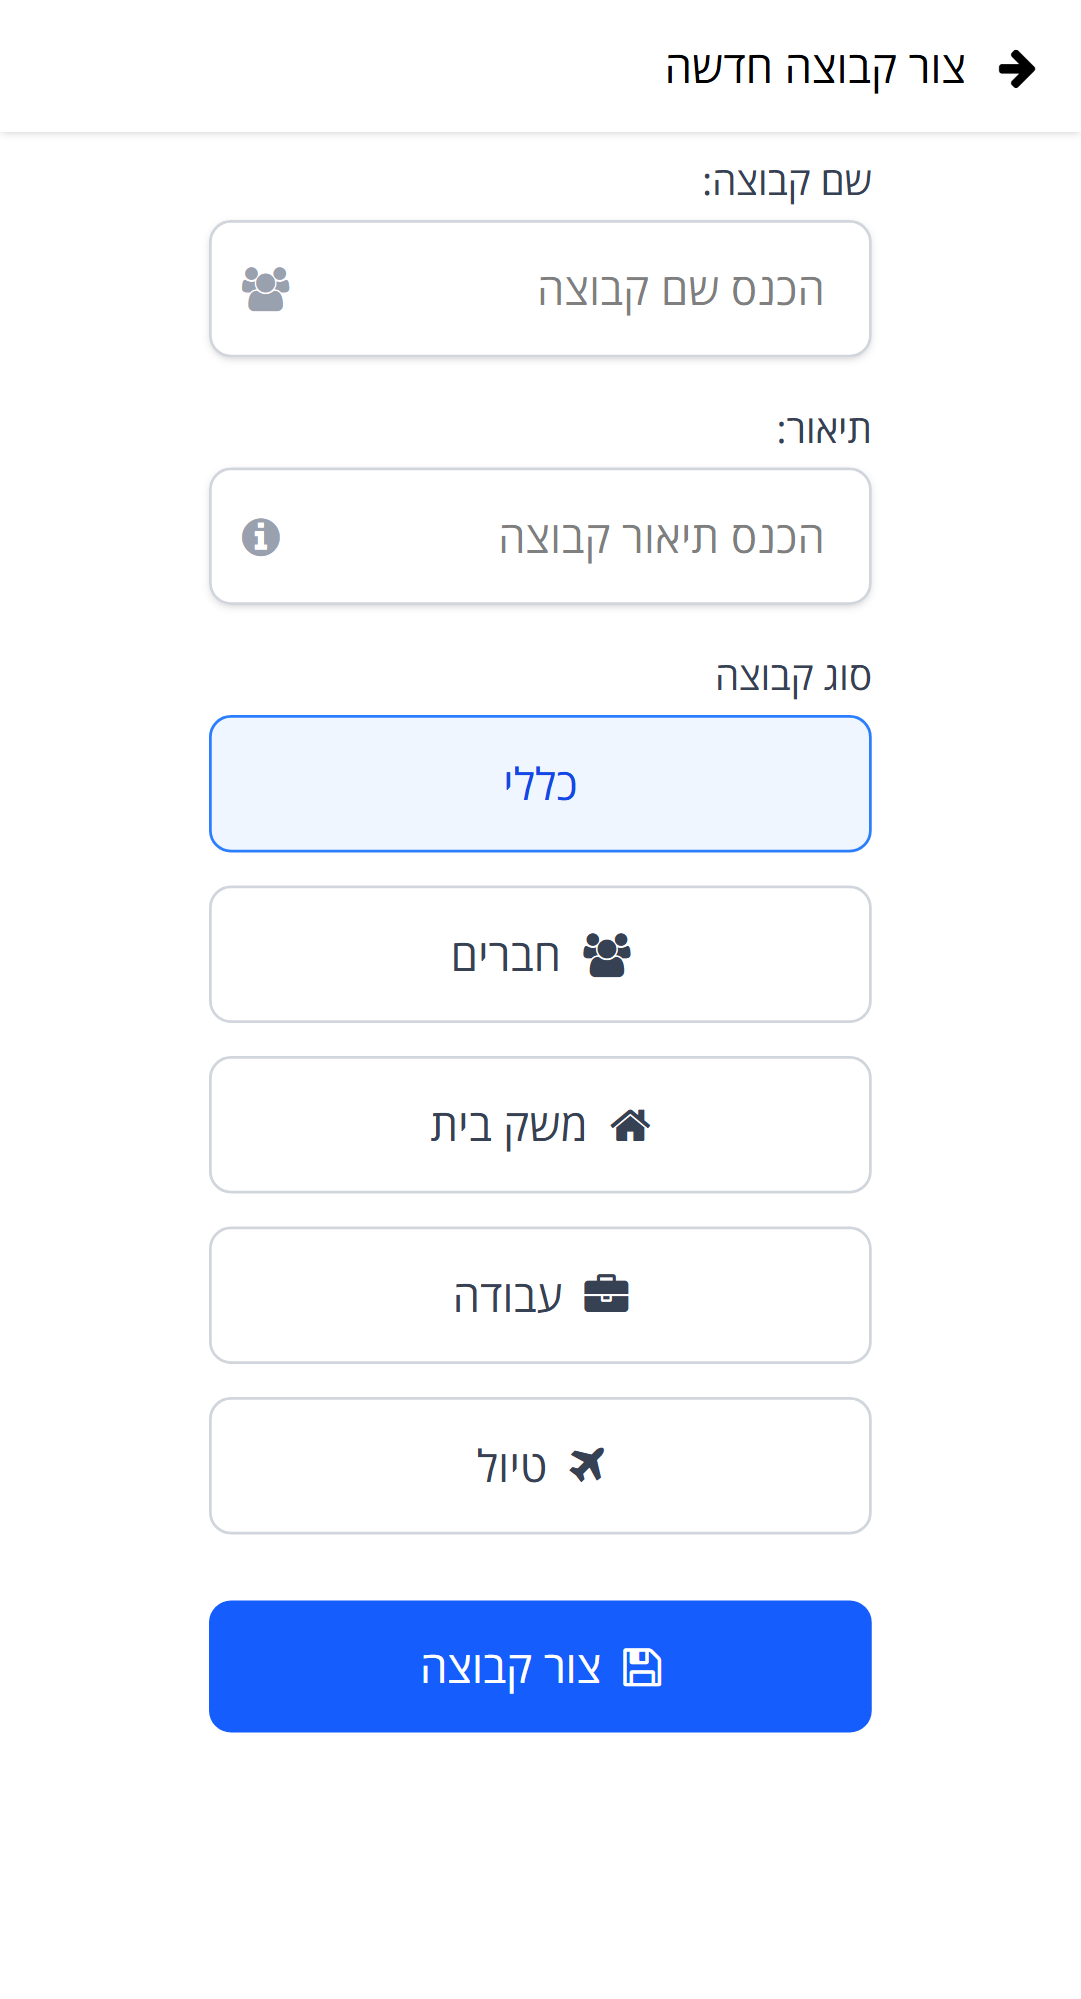 צור קבוצה חדשה
שם קבוצה:
הכנס שם קבוצה
תיאור:
הכנס תיאור קבוצה
סוג קבוצה
כללי
חברים
משק בית
עבודה
טיול
צור קבוצה